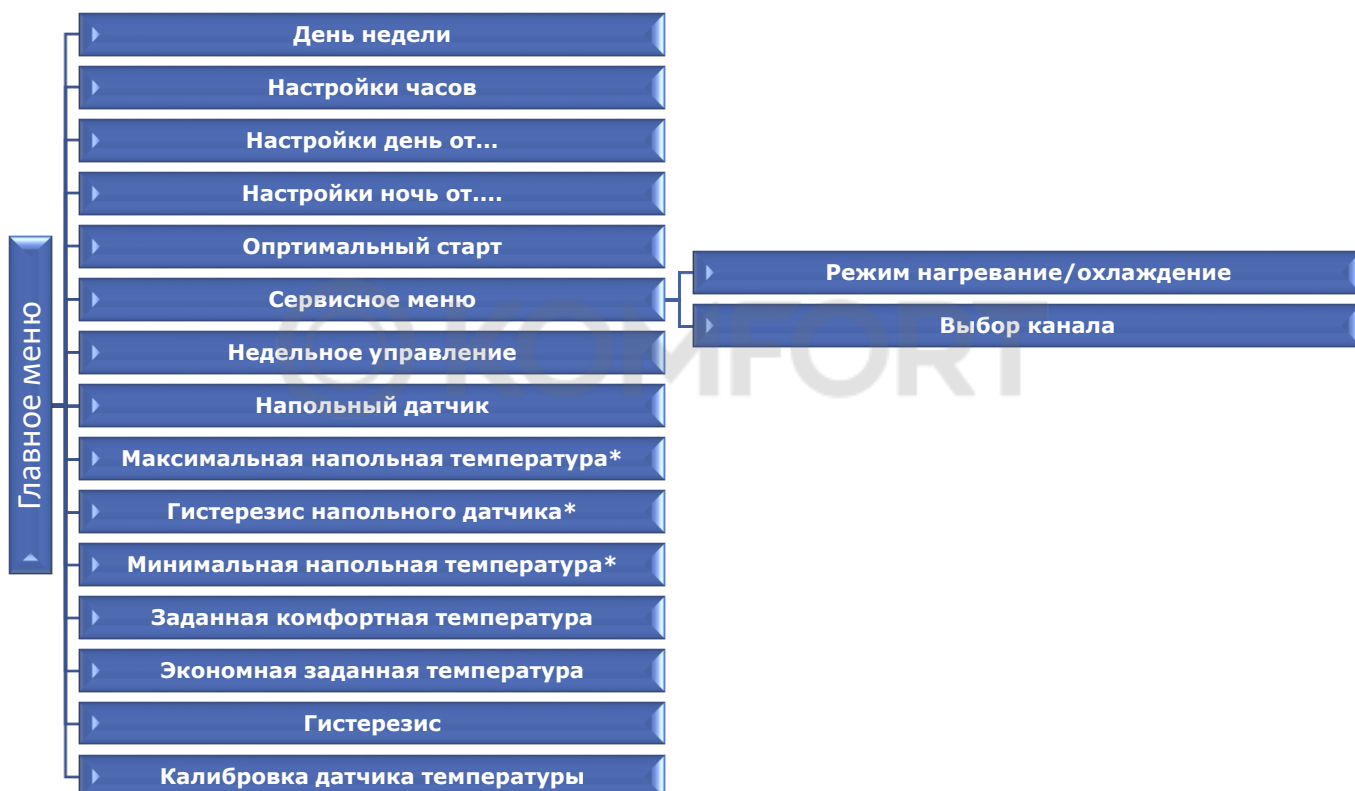 Главное меню
День недели
Настройки часов
Настройки день от...
Настройки ночь от....
Опртимальный старт
Сервисное меню
Режим нагревание/охлаждение
Выбор канала
Недельное управление
Напольный датчик
Максимальная напольная температура*
Гистерезис напольного датчика*
Минимальная напольная температура*
Заданная комфортная температура
Экономная заданная температура
Гистерезис
Калибровка датчика температуры
KOMFORT